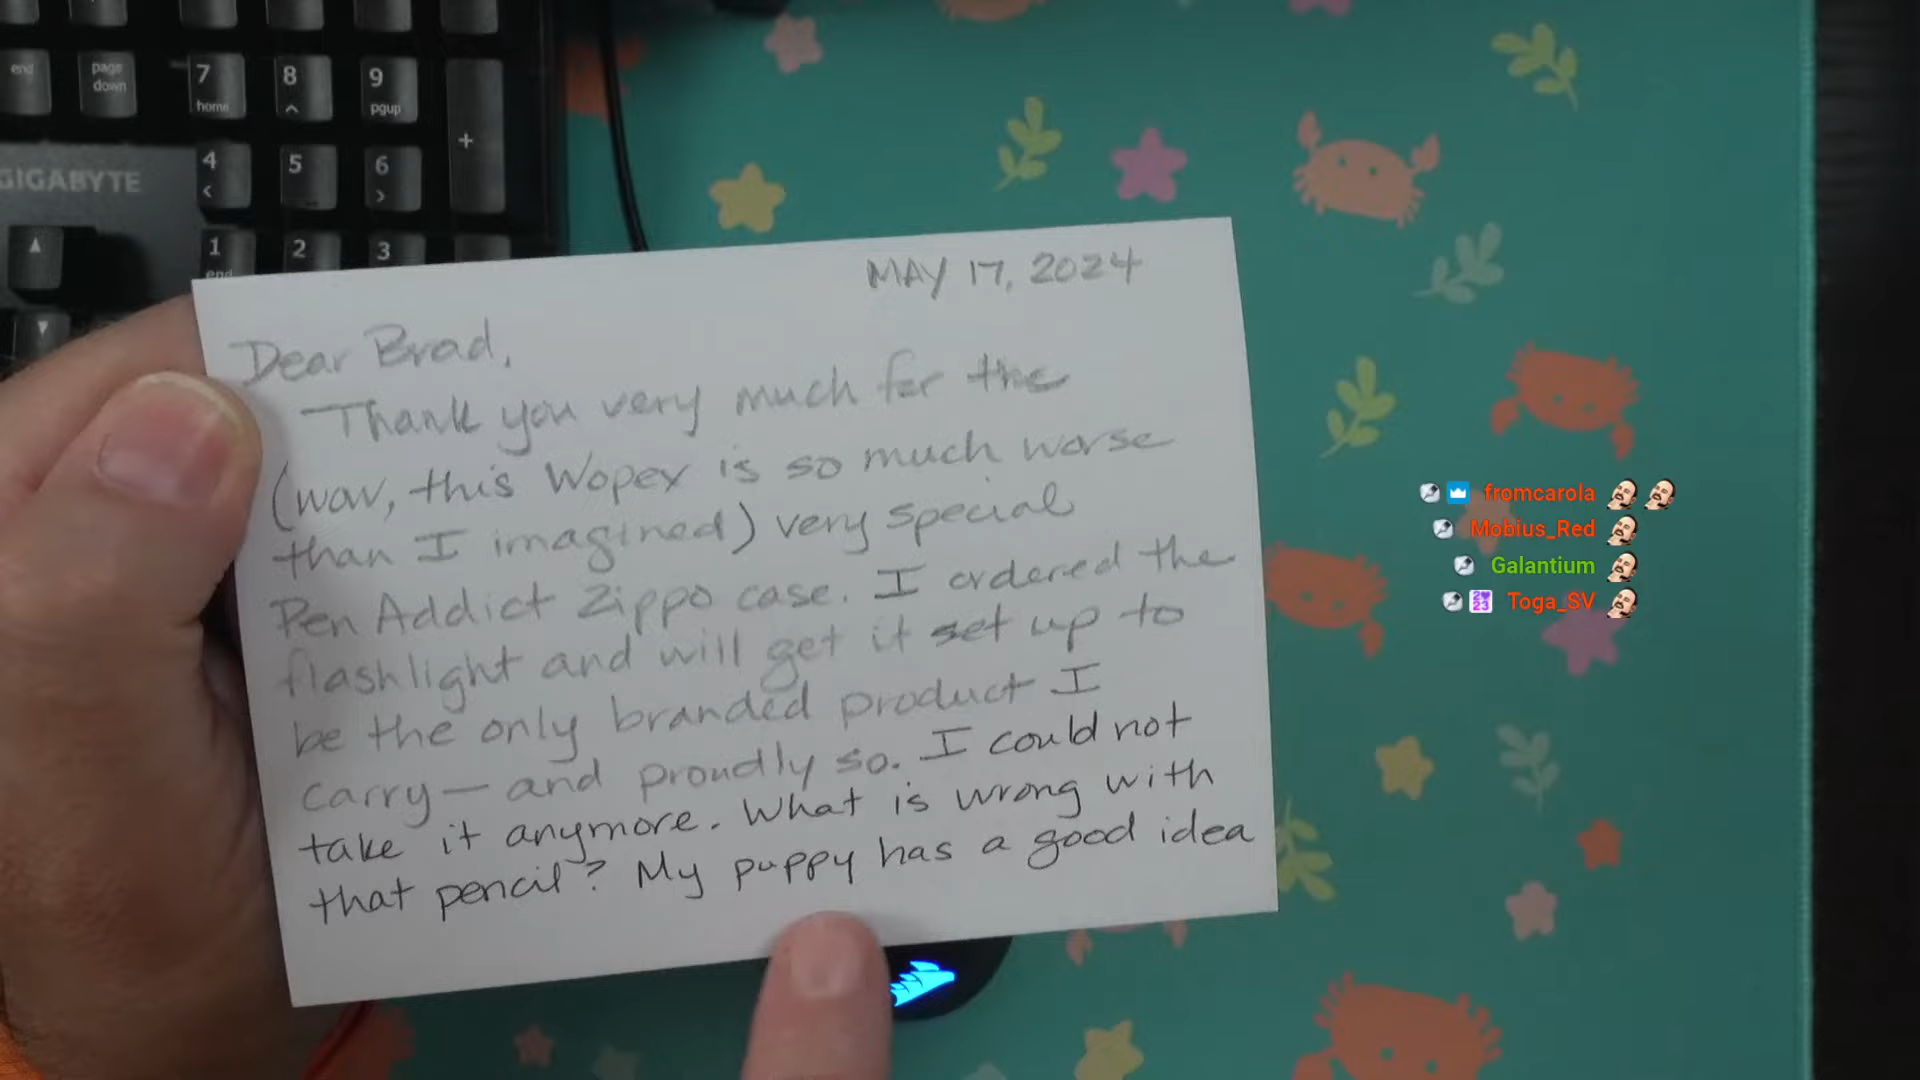 end
page down
7 home
8 ^
9 pgup
+
GIGABYTE
4 <
5
6 >
1 end
2
3
MAY 17, 2024
Dear Brad,
Thank you very much for the
(wow, this Wopex is so much worse
than I imagined) very special
Pen Addict Zippo case. I ordered the
flashlight and will get it set up to
be the only branded product I
carry — and proudly so. I could not
take it anymore. What is wrong with
that pencil? My puppy has a good idea
fromcarola
Mobius_Red
Galantium
2023 Toga_SV